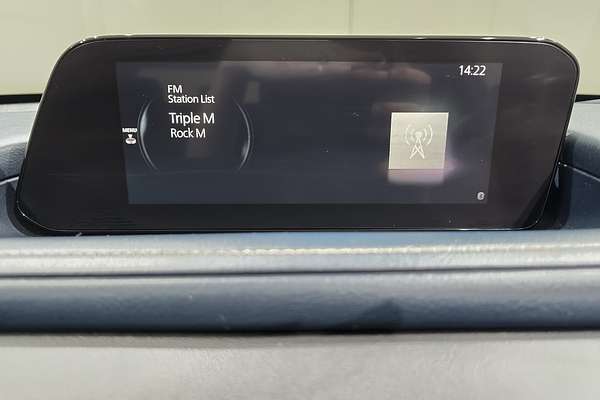 14:22
FM
Station List
Triple M
Rock M
MENU